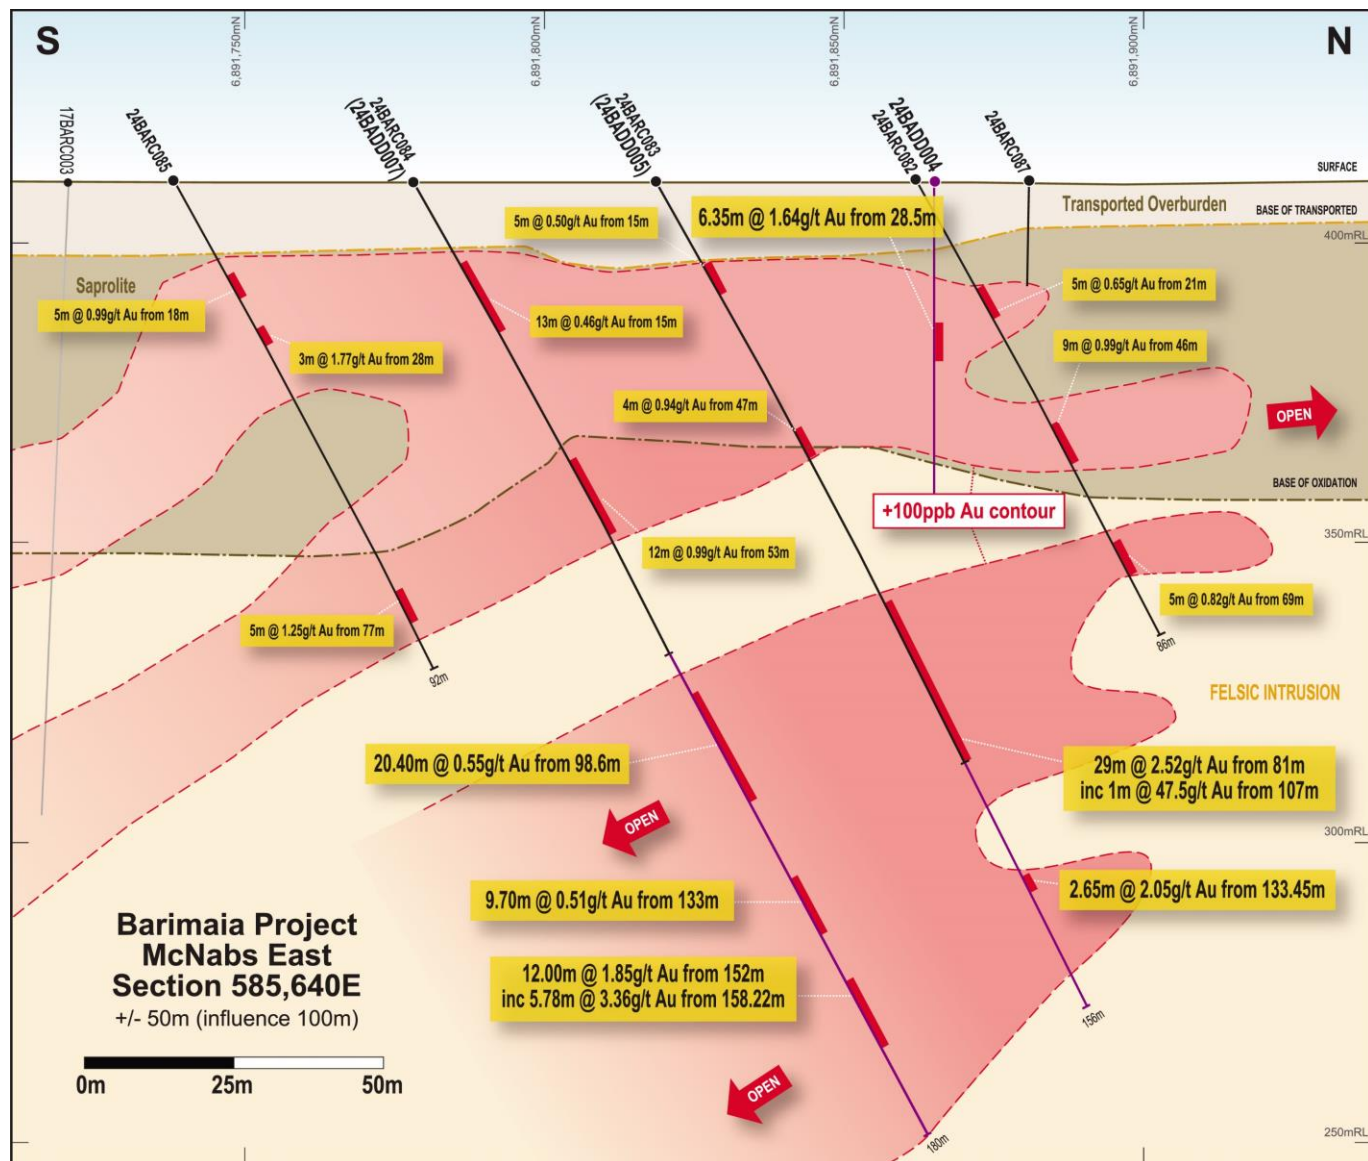 S
N
6,891,750mN
6,891,800mN
6,891,850mN
6,891,900mN
17BARC003
24BARC085
24BARC084
(24BADD007)
24BARC083
(24BADD005)
24BADD004
24BARC082
24BARC087
SURFACE
Transported Overburden
BASE OF TRANSPORTED
400mRL
5m @ 0.50g/t Au from 15m
6.35m @ 1.64g/t Au from 28.5m
Saprolite
5m @ 0.99g/t Au from 18m
5m @ 0.65g/t Au from 21m
13m @ 0.46g/t Au from 15m
3m @ 1.77g/t Au from 28m
9m @ 0.99g/t Au from 46m
4m @ 0.94g/t Au from 47m
OPEN
BASE OF OXIDATION
+100ppb Au contour
350mRL
12m @ 0.99g/t Au from 53m
5m @ 0.82g/t Au from 69m
5m @ 1.25g/t Au from 77m
86m
92m
FELSIC INTRUSION
20.40m @ 0.55g/t Au from 98.6m
29m @ 2.52g/t Au from 81m
inc 1m @ 47.5g/t Au from 107m
OPEN
300mRL
9.70m @ 0.51g/t Au from 133m
2.65m @ 2.05g/t Au from 133.45m
Barimaia Project
McNabs East
Section 585,640E
+/- 50m (influence 100m)
12.00m @ 1.85g/t Au from 152m
inc 5.78m @ 3.36g/t Au from 158.22m
156m
0m 25m 50m
OPEN
180m
250mRL